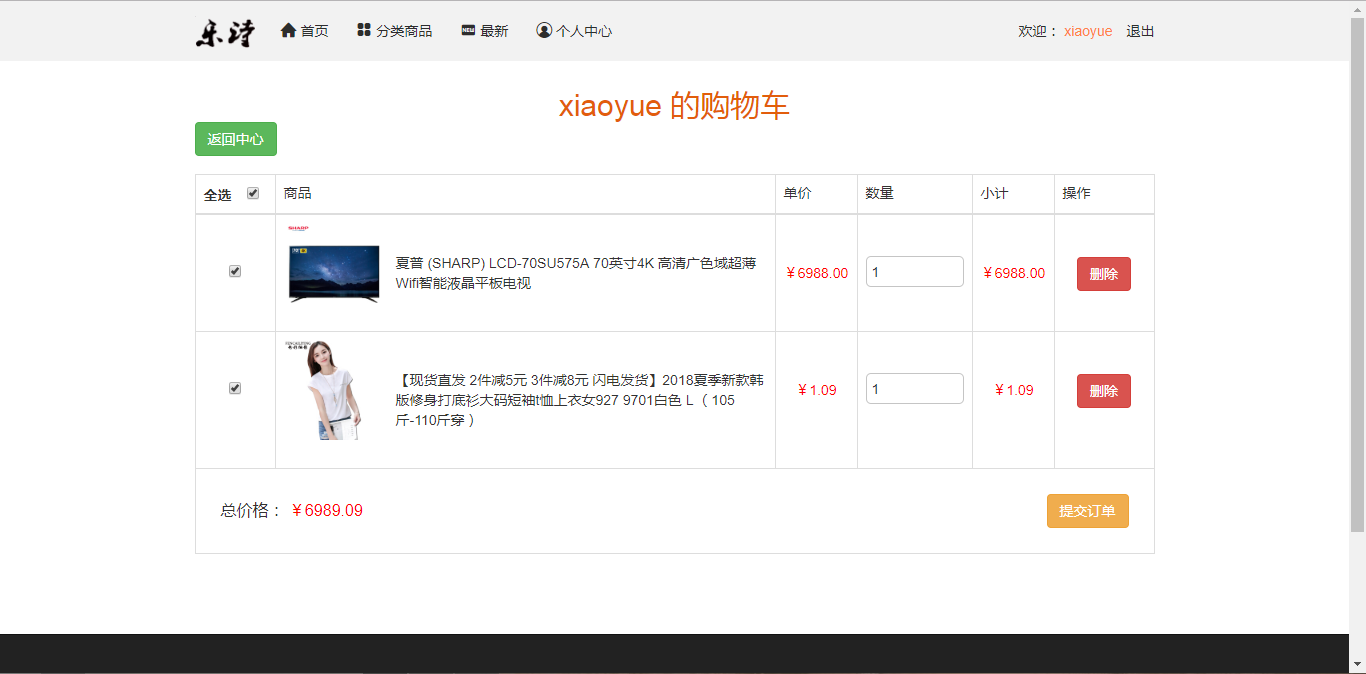 乐诗 首页 分类商品 NEW 最新 个人中心 欢迎： xiaoyue 退出
xiaoyue 的购物车
返回中心
全选 商品 单价 数量 小计 操作
SHARP
夏普 (SHARP) LCD-70SU575A 70英寸4K 高清广色域超薄
Wifi智能液晶平板电视
￥6988.00 1 ￥6988.00 删除
【现货直发 2件减5元 3件减8元 闪电发货】2018夏季新款韩
版修身打底衫大码短袖t恤上衣女927 9701白色 L （105
斤-110斤穿）
￥1.09 1 ￥1.09 删除
总价格： ￥6989.09 提交订单